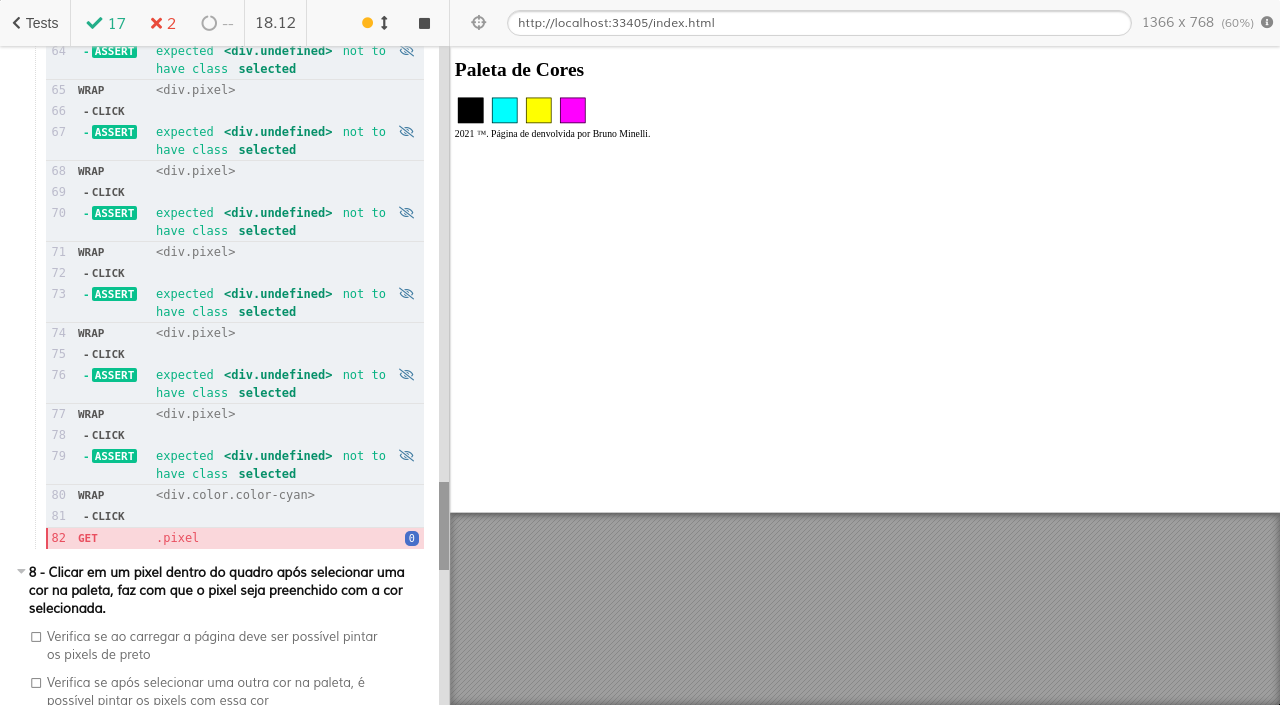 Tests 17 2 -- 18.12 http://localhost:33405/index.html 1366 x 768 (60%)
64 - ASSERT expected <div.undefined> not to
have class selected
65 WRAP <div.pixel>
66 - CLICK
67 - ASSERT expected <div.undefined> not to
have class selected
68 WRAP <div.pixel>
69 - CLICK
70 - ASSERT expected <div.undefined> not to
have class selected
71 WRAP <div.pixel>
72 - CLICK
73 - ASSERT expected <div.undefined> not to
have class selected
74 WRAP <div.pixel>
75 - CLICK
76 - ASSERT expected <div.undefined> not to
have class selected
77 WRAP <div.pixel>
78 - CLICK
79 - ASSERT expected <div.undefined> not to
have class selected
80 WRAP <div.color.color-cyan>
81 - CLICK
82 GET .pixel 0
8 - Clicar em um pixel dentro do quadro após selecionar uma
cor na paleta, faz com que o pixel seja preenchido com a cor
selecionada.
Verifica se ao carregar a página deve ser possível pintar
os pixels de preto
Verifica se após selecionar uma outra cor na paleta, é
possível pintar os pixels com essa cor
Paleta de Cores
2021 ™. Página de denvolvida por Bruno Minelli.